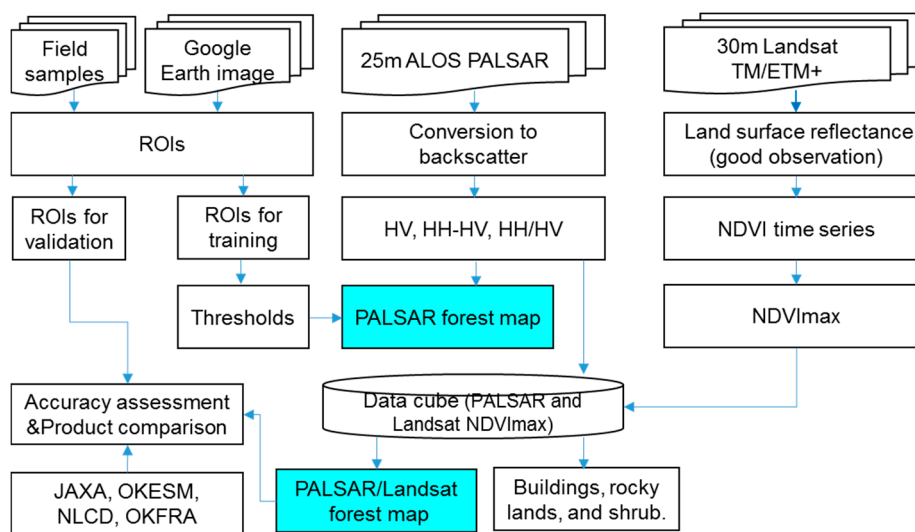 Field
samples
Google
Earth image
25m ALOS PALSAR
30m Landsat
TM/ETM+
ROIs
Conversion to
backscatter
Land surface reflectance
(good observation)
ROIs for
validation
ROIs for
training
HV, HH-HV, HH/HV
NDVI time series
Thresholds
PALSAR forest map
NDVImax
Accuracy assessment
&Product comparison
Data cube (PALSAR and
Landsat NDVImax)
JAXA, OKESM,
NLCD, OKFRA
PALSAR/Landsat
forest map
Buildings, rocky
lands, and shrub.